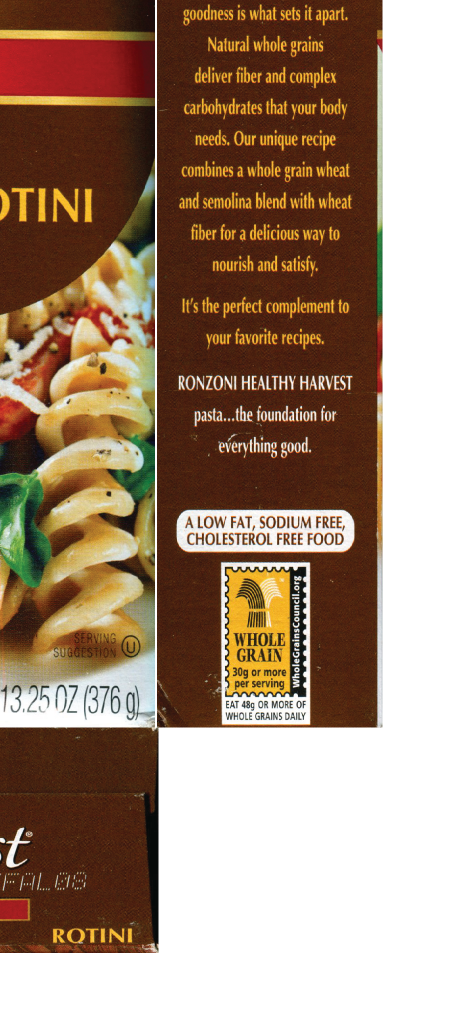 OTINI
SERVING
SUGGESTION U
13.25 OZ (376 g)
st®
FAL08
ROTINI
goodness is what sets it apart.
Natural whole grains
deliver fiber and complex
carbohydrates that your body
needs. Our unique recipe
combines a whole grain wheat
and semolina blend with wheat
fiber for a delicious way to
nourish and satisfy.
It's the perfect complement to
your favorite recipes.
RONZONI HEALTHY HARVEST
pasta...the foundation for
everything good.
A LOW FAT, SODIUM FREE,
CHOLESTEROL FREE FOOD
WHOLE
GRAIN
30g or more
per serving
WholeGrainsCouncil.org
EAT 48g OR MORE OF
WHOLE GRAINS DAILY